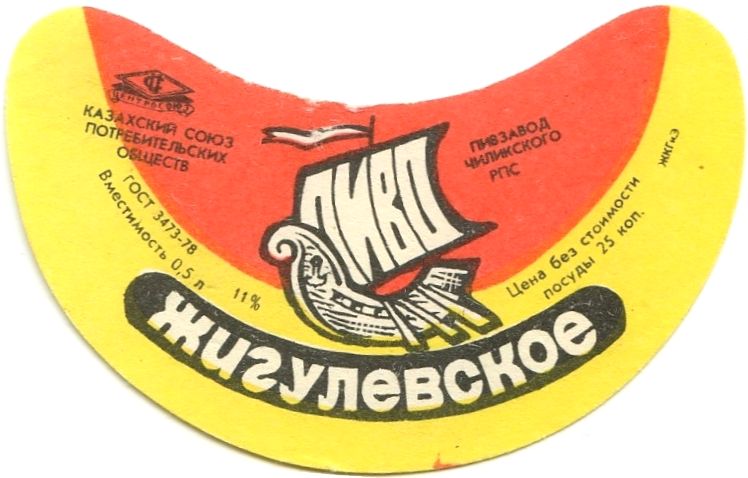 ЦЕНТРОСОЮЗ
КАЗАХСКИЙ СОЮЗ
ПОТРЕБИТЕЛЬСКИХ
ОБЩЕСТВ
ГОСТ 3473-78
Вместимость 0,5 л
11%
ПИВО
ПИВЗАВОД
ЧИЛИКСКОГО
РПС
Цена без стоимости
посуды 25 коп.
ЖКГиЗ
жигулевское